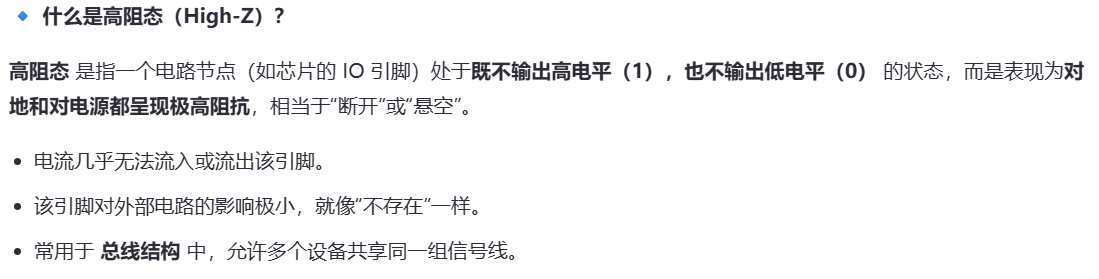 什么是高阻态（High-Z）？
高阻态 是指一个电路节点（如芯片的 IO 引脚）处于既不输出高电平（1），也不输出低电平（0） 的状态，而是表现为对
地和对电源都呈现极高阻抗，相当于“断开”或“悬空”。
• 电流几乎无法流入或流出该引脚。
• 该引脚对外部电路的影响极小，就像“不存在”一样。
• 常用于 总线结构 中，允许多个设备共享同一组信号线。